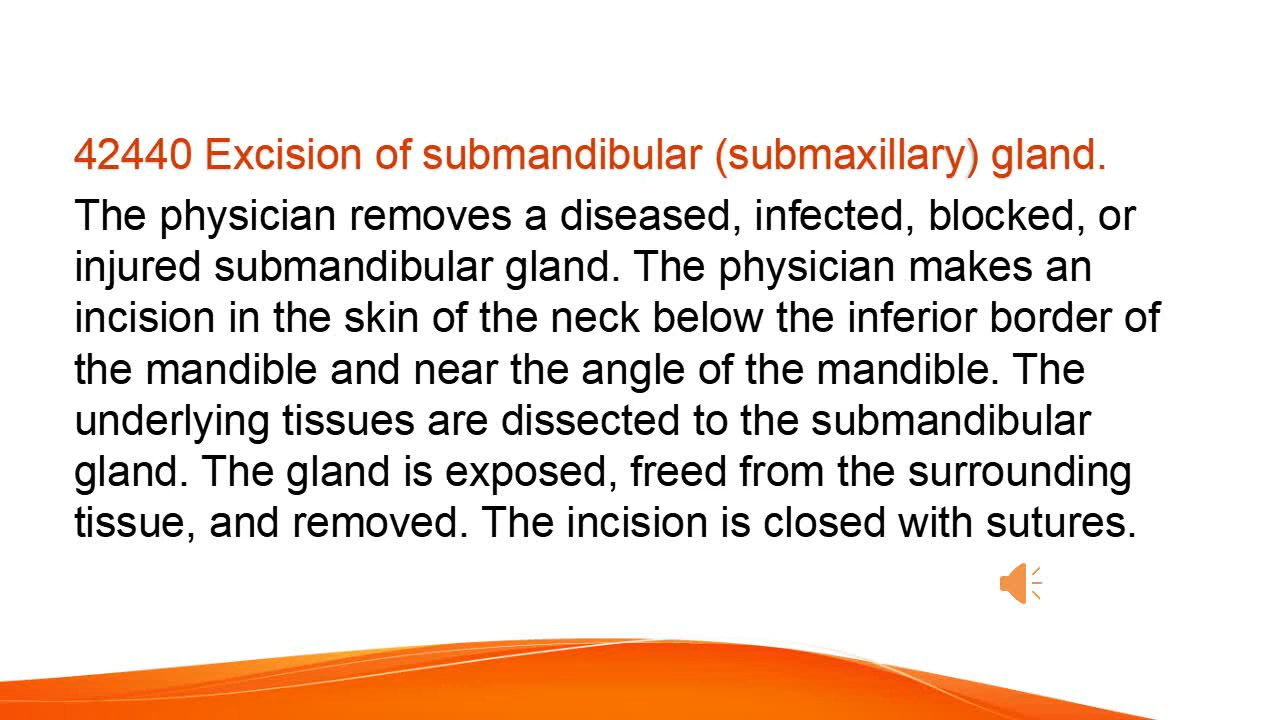 42440 Excision of submandibular (submaxillary) gland.
The physician removes a diseased, infected, blocked, or
injured submandibular gland. The physician makes an
incision in the skin of the neck below the inferior border of
the mandible and near the angle of the mandible. The
underlying tissues are dissected to the submandibular
gland. The gland is exposed, freed from the surrounding
tissue, and removed. The incision is closed with sutures.